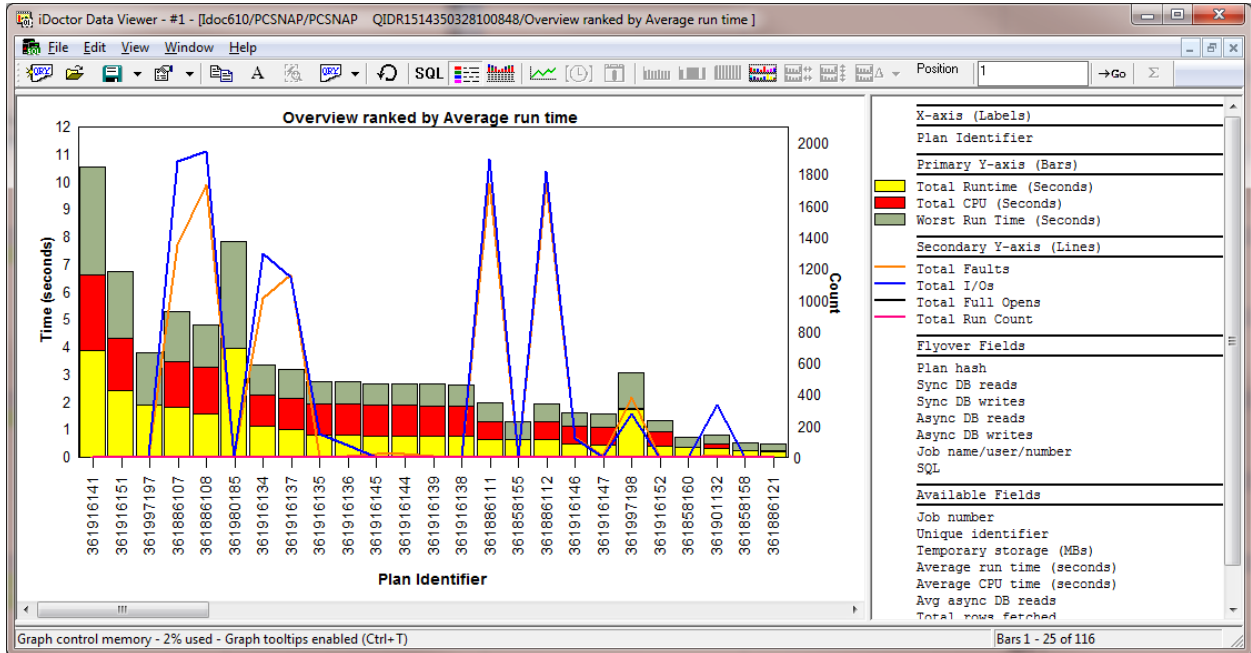 iDoctor Data Viewer - #1 - [Idoc610/PCSNAP/PCSNAP QIDR1514350328100848/Overview ranked by Average run time ]
File Edit View Window Help
QRY A QRY SQL Position 1 →Go Σ
Overview ranked by Average run time
Time (seconds)
12
11
10
9
8
7
6
5
4
3
2
1
0
2000
1800
1600
1400
1200
1000
800
600
400
200
0
Count
361916141
361916151
361997197
361886107
361886108
361980185
361916134
361916137
361916135
361916136
361916145
361916144
361916139
361916138
361886111
361858155
361886112
361916146
361916147
361997198
361916152
361858160
361901132
361858158
361886121
Plan Identifier
X-axis (Labels)
Plan Identifier
Primary Y-axis (Bars)
Total Runtime (Seconds)
Total CPU (Seconds)
Worst Run Time (Seconds)
Secondary Y-axis (Lines)
Total Faults
Total I/Os
Total Full Opens
Total Run Count
Flyover Fields
Plan hash
Sync DB reads
Sync DB writes
Async DB reads
Async DB writes
Job name/user/number
SQL
Available Fields
Job number
Unique identifier
Temporary storage (MBs)
Average run time (seconds)
Average CPU time (seconds)
Avg async DB reads
Total rows fetched
Graph control memory - 2% used - Graph tooltips enabled (Ctrl+T)
Bars 1 - 25 of 116